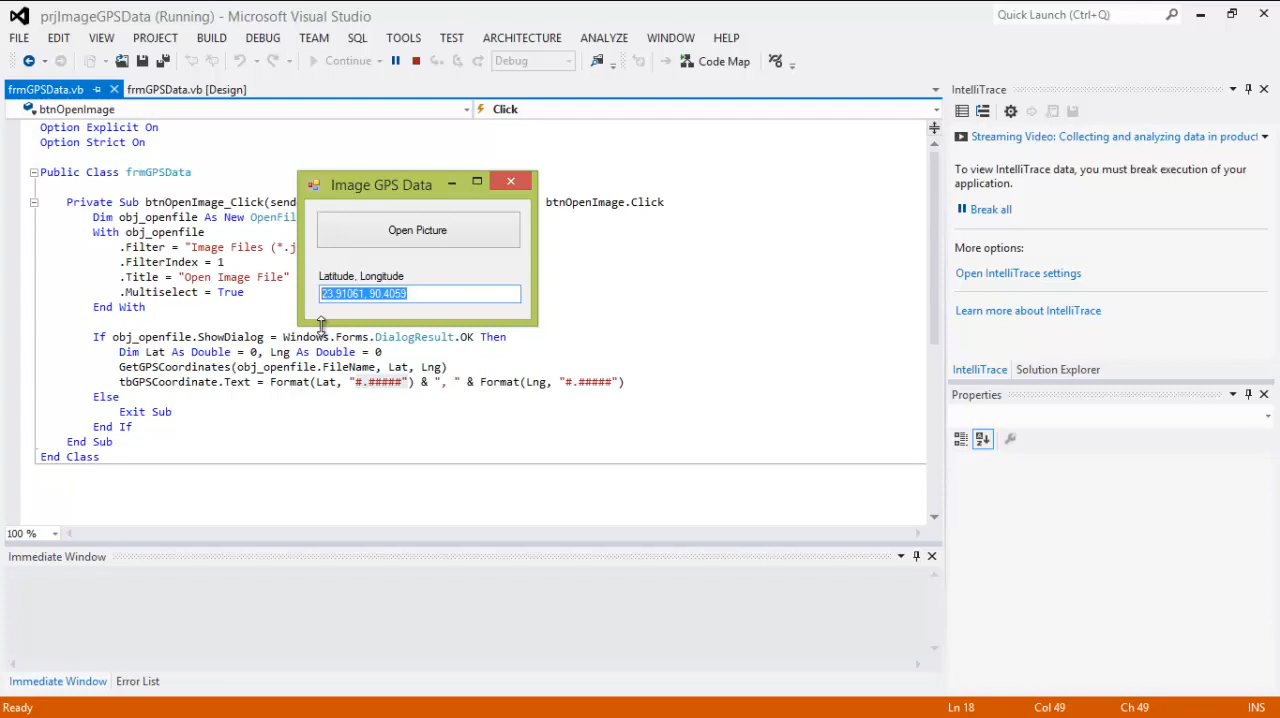 prjImageGPSData (Running) - Microsoft Visual Studio
Quick Launch (Ctrl+Q)
FILE EDIT VIEW PROJECT BUILD DEBUG TEAM SQL TOOLS TEST ARCHITECTURE ANALYZE WINDOW HELP
Continue Debug Code Map
frmGPSData.vb frmGPSData.vb [Design]
btnOpenImage Click
Option Explicit On
Option Strict On
Public Class frmGPSData
Private Sub btnOpenImage_Click(send btnOpenImage.Click
Dim obj_openfile As New OpenFil
With obj_openfile
.Filter = "Image Files (*.j
.FilterIndex = 1
.Title = "Open Image File"
.Multiselect = True
End With
If obj_openfile.ShowDialog = Windows.Forms.DialogResult.OK Then
Dim Lat As Double = 0, Lng As Double = 0
GetGPSCoordinates(obj_openfile.FileName, Lat, Lng)
tbGPSCoordinate.Text = Format(Lat, "#.#####") & ", " & Format(Lng, "#.#####")
Else
Exit Sub
End If
End Sub
End Class
Image GPS Data
Open Picture
Latitude, Longitude
23.91061, 90.4059
100 %
Immediate Window
Immediate Window Error List
IntelliTrace
Streaming Video: Collecting and analyzing data in product
To view IntelliTrace data, you must break execution of your
application.
Break all
More options:
Open IntelliTrace settings
Learn more about IntelliTrace
IntelliTrace Solution Explorer
Properties
Ready Ln 18 Col 49 Ch 49 INS